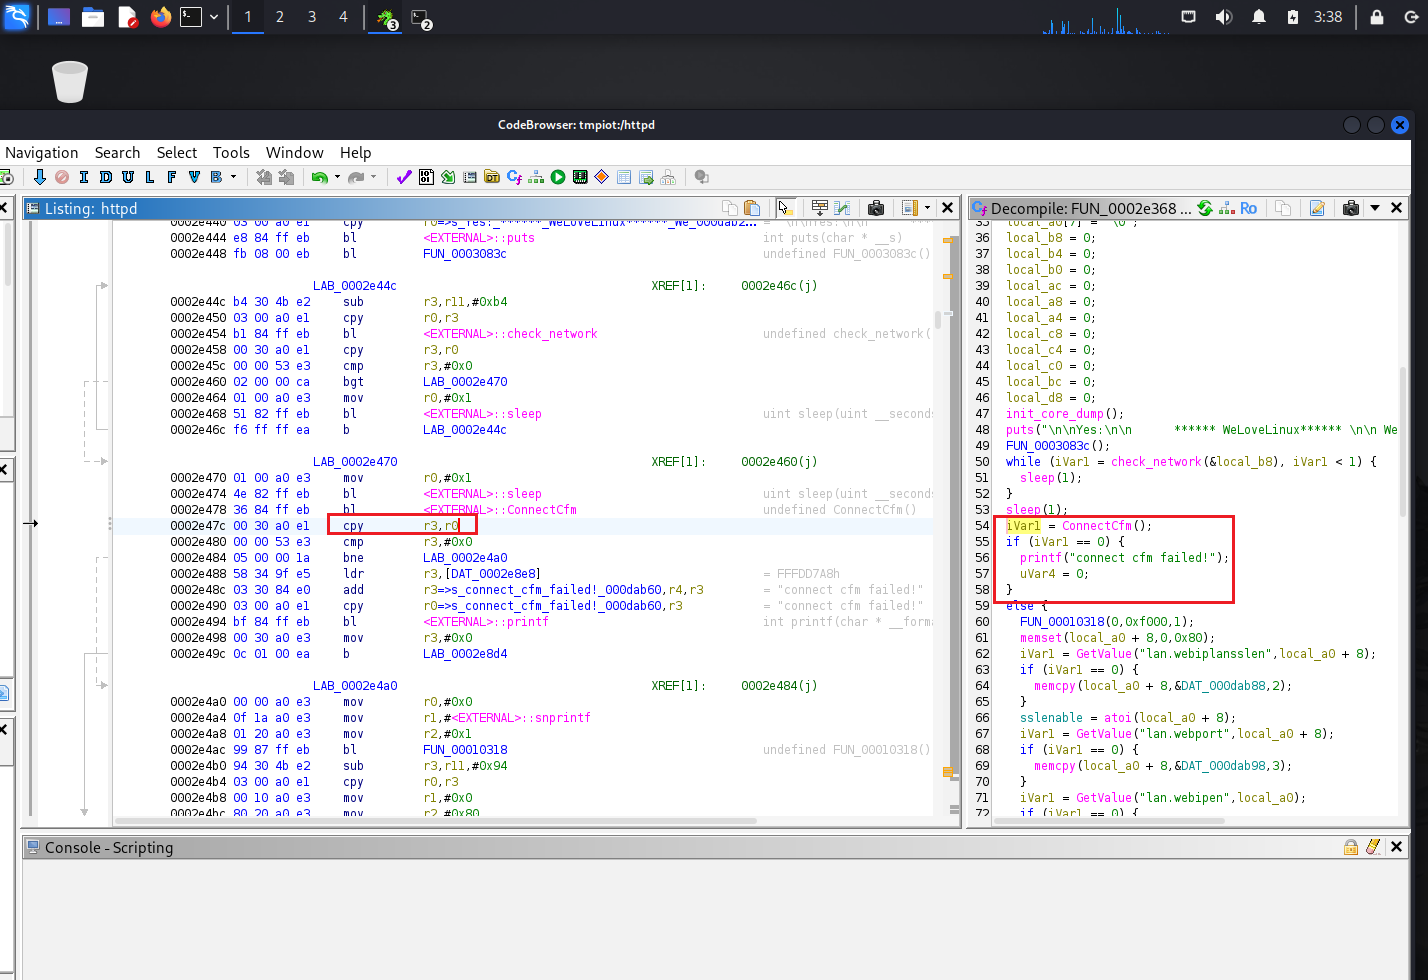 1 2 3 4 3 2 3:38
CodeBrowser: tmpiot:/httpd
Navigation Search Select Tools Window Help
I D U L F V B
Listing: httpd
0002e440 03 00 a0 e1 cpy r0=>s_Yes:_******_WeLoveLinux******_We_000dab2... = "\n\nYes:\n\n ******
0002e444 e8 84 ff eb bl <EXTERNAL>::puts int puts(char * __s)
0002e448 fb 08 00 eb bl FUN_0003083c undefined FUN_0003083c()
LAB_0002e44c XREF[1]: 0002e46c(j)
0002e44c b4 30 4b e2 sub r3,r11,#0xb4
0002e450 03 00 a0 e1 cpy r0,r3
0002e454 b1 84 ff eb bl <EXTERNAL>::check_network undefined check_network(
0002e458 00 30 a0 e1 cpy r3,r0
0002e45c 00 00 53 e3 cmp r3,#0x0
0002e460 02 00 00 ca bgt LAB_0002e470
0002e464 01 00 a0 e3 mov r0,#0x1
0002e468 51 82 ff eb bl <EXTERNAL>::sleep uint sleep(uint __seconds
0002e46c f6 ff ff ea b LAB_0002e44c
LAB_0002e470 XREF[1]: 0002e460(j)
0002e470 01 00 a0 e3 mov r0,#0x1
0002e474 4e 82 ff eb bl <EXTERNAL>::sleep uint sleep(uint __seconds
0002e478 36 84 ff eb bl <EXTERNAL>::ConnectCfm undefined ConnectCfm()
0002e47c 00 30 a0 e1 cpy r3,r0
0002e480 00 00 53 e3 cmp r3,#0x0
0002e484 05 00 00 1a bne LAB_0002e4a0
0002e488 58 34 9f e5 ldr r3,[DAT_0002e8e8] = FFFDD7A8h
0002e48c 03 30 84 e0 add r3=>s_connect_cfm_failed!_000dab60,r4,r3 = "connect cfm failed!"
0002e490 03 00 a0 e1 cpy r0=>s_connect_cfm_failed!_000dab60,r3 = "connect cfm failed!"
0002e494 bf 84 ff eb bl <EXTERNAL>::printf int printf(char * __forma
0002e498 00 30 a0 e3 mov r3,#0x0
0002e49c 0c 01 00 ea b LAB_0002e8d4
LAB_0002e4a0 XREF[1]: 0002e484(j)
0002e4a0 00 00 a0 e3 mov r0,#0x0
0002e4a4 0f 1a a0 e3 mov r1,#<EXTERNAL>::snprintf
0002e4a8 01 20 a0 e3 mov r2,#0x1
0002e4ac 99 87 ff eb bl FUN_00010318 undefined FUN_00010318()
0002e4b0 94 30 4b e2 sub r3,r11,#0x94
0002e4b4 03 00 a0 e1 cpy r0,r3
0002e4b8 00 10 a0 e3 mov r1,#0x0
0002e4bc 80 20 a0 e3 mov r2,#0x80
Decompile: FUN_0002e368 ... Ro
35 local_a0[7] = '\0';
36 local_b8 = 0;
37 local_b4 = 0;
38 local_b0 = 0;
39 local_ac = 0;
40 local_a8 = 0;
41 local_a4 = 0;
42 local_c8 = 0;
43 local_c4 = 0;
44 local_c0 = 0;
45 local_bc = 0;
46 local_d8 = 0;
47 init_core_dump();
48 puts("\n\nYes:\n\n ****** WeLoveLinux****** \n\n We
49 FUN_0003083c();
50 while (iVar1 = check_network(&local_b8), iVar1 < 1) {
51 sleep(1);
52 }
53 sleep(1);
54 iVar1 = ConnectCfm();
55 if (iVar1 == 0) {
56 printf("connect cfm failed!");
57 uVar4 = 0;
58 }
59 else {
60 FUN_00010318(0,0xf000,1);
61 memset(local_a0 + 8,0,0x80);
62 iVar1 = GetValue("lan.webiplansslen",local_a0 + 8);
63 if (iVar1 == 0) {
64 memcpy(local_a0 + 8,&DAT_000dab88,2);
65 }
66 sslenable = atoi(local_a0 + 8);
67 iVar1 = GetValue("lan.webport",local_a0 + 8);
68 if (iVar1 == 0) {
69 memcpy(local_a0 + 8,&DAT_000dab98,3);
70 }
71 iVar1 = GetValue("lan.webipen",local_a0);
72 if (iVar1 == 0) {
Console - Scripting